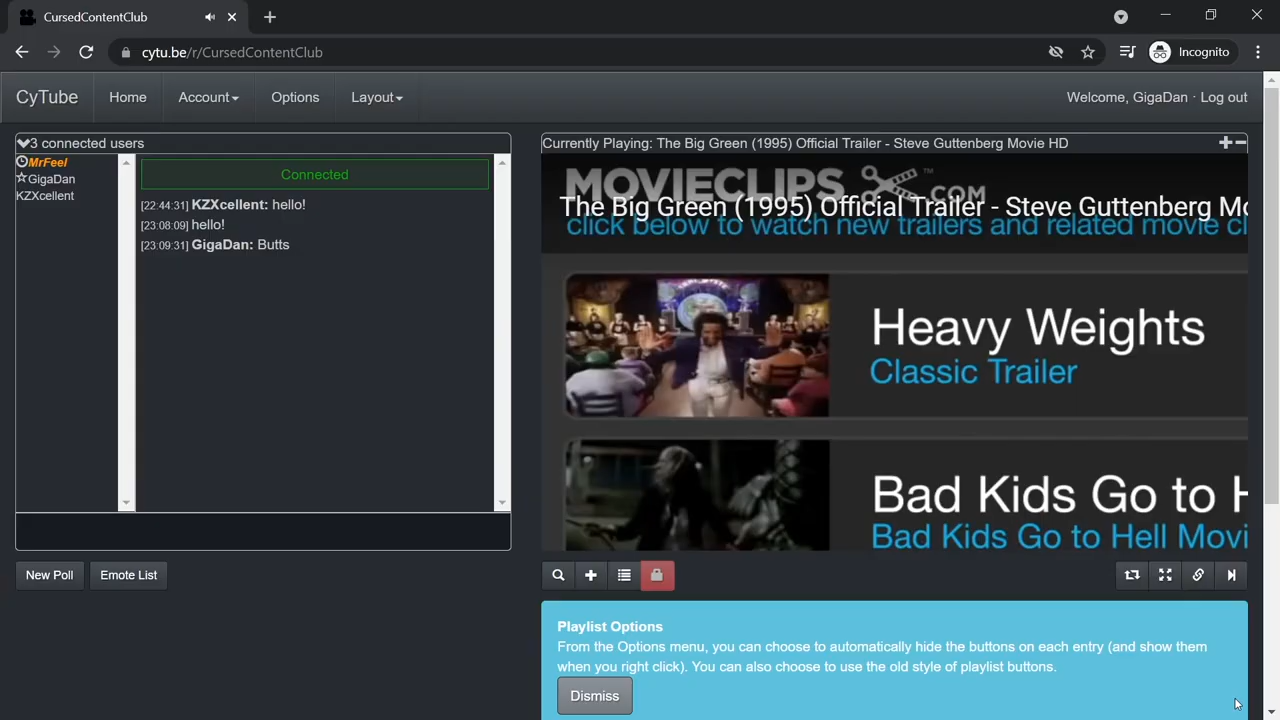 CursedContentClub
cytu.be/r/CursedContentClub
Incognito
CyTube
Home
Account
Options
Layout
Welcome, GigaDan · Log out
3 connected users
MrFeel
GigaDan
KZXcellent
Connected
[22:44:31] KZXcellent: hello!
[23:08:09] hello!
[23:09:31] GigaDan: Butts
New Poll
Emote List
Currently Playing: The Big Green (1995) Official Trailer - Steve Guttenberg Movie HD
MOVIECLIPS .COM
The Big Green (1995) Official Trailer - Steve Guttenberg Mo
click below to watch new trailers and related movie cl
Heavy Weights
Classic Trailer
Bad Kids Go to H
Bad Kids Go to Hell Movi
Playlist Options
From the Options menu, you can choose to automatically hide the buttons on each entry (and show them
when you right click). You can also choose to use the old style of playlist buttons.
Dismiss